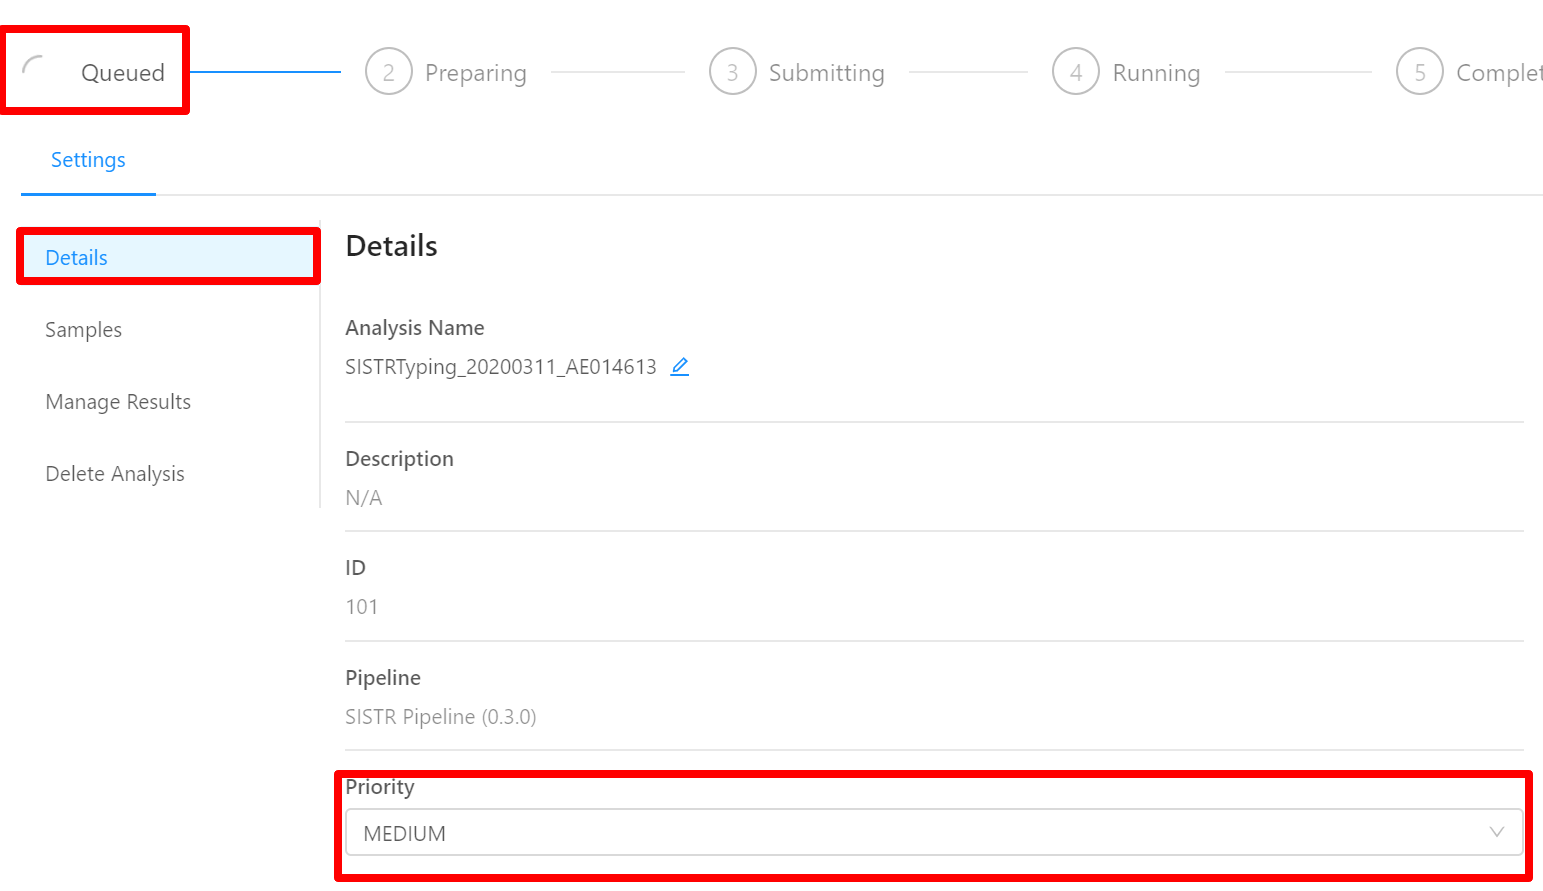 Queued 2 Preparing 3 Submitting 4 Running 5 Complet
Settings
Details
Samples
Manage Results
Delete Analysis
Details
Analysis Name
SISTRTyping_20200311_AE014613
Description
N/A
ID
101
Pipeline
SISTR Pipeline (0.3.0)
Priority
MEDIUM